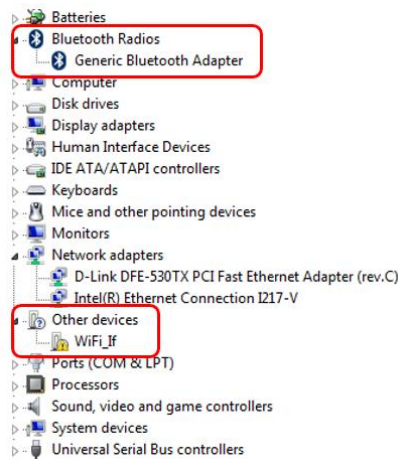 Batteries
Bluetooth Radios
Generic Bluetooth Adapter
Computer
Disk drives
Display adapters
Human Interface Devices
IDE ATA/ATAPI controllers
Keyboards
Mice and other pointing devices
Monitors
Network adapters
D-Link DFE-530TX PCI Fast Ethernet Adapter (rev.C)
Intel(R) Ethernet Connection I217-V
Other devices
WiFi_If
Ports (COM & LPT)
Processors
Sound, video and game controllers
System devices
Universal Serial Bus controllers